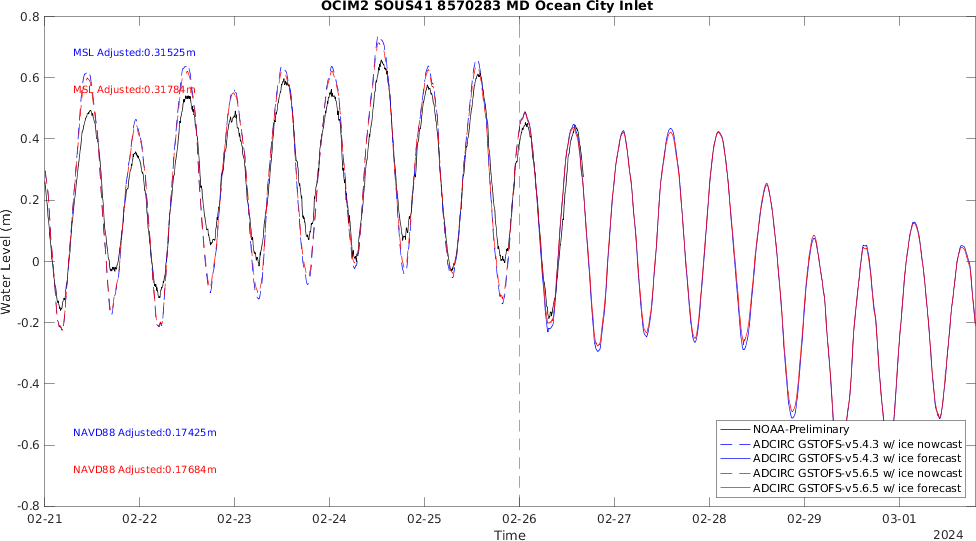 OCIM2 SOUS41 8570283 MD Ocean City Inlet
0.8
MSL Adjusted:0.31525m
0.6
MSL Adjusted:0.31784m
0.4
0.2
0
-0.2
-0.4
-0.6
-0.8
Water Level (m)
NAVD88 Adjusted:0.17425m
NAVD88 Adjusted:0.17684m
NOAA-Preliminary
ADCIRC GSTOFS-v5.4.3 w/ ice nowcast
ADCIRC GSTOFS-v5.4.3 w/ ice forecast
ADCIRC GSTOFS-v5.6.5 w/ ice nowcast
ADCIRC GSTOFS-v5.6.5 w/ ice forecast
02-21 02-22 02-23 02-24 02-25 02-26 02-27 02-28 02-29 03-01
Time
2024